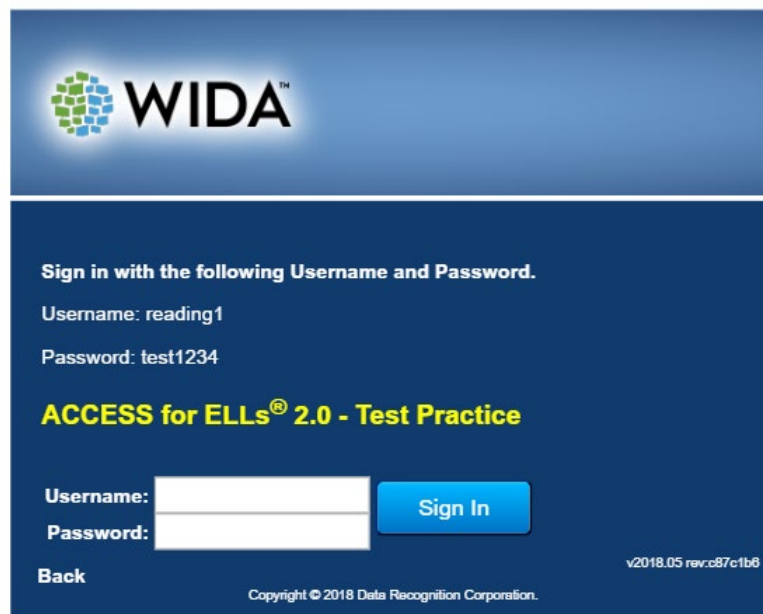 WIDA™
Sign in with the following Username and Password.
Username: reading1
Password: test1234
ACCESS for ELLs® 2.0 - Test Practice
Username:
Sign In
Password:
v2018.05 rev:c87c1b6
Back
Copyright © 2018 Data Recognition Corporation.